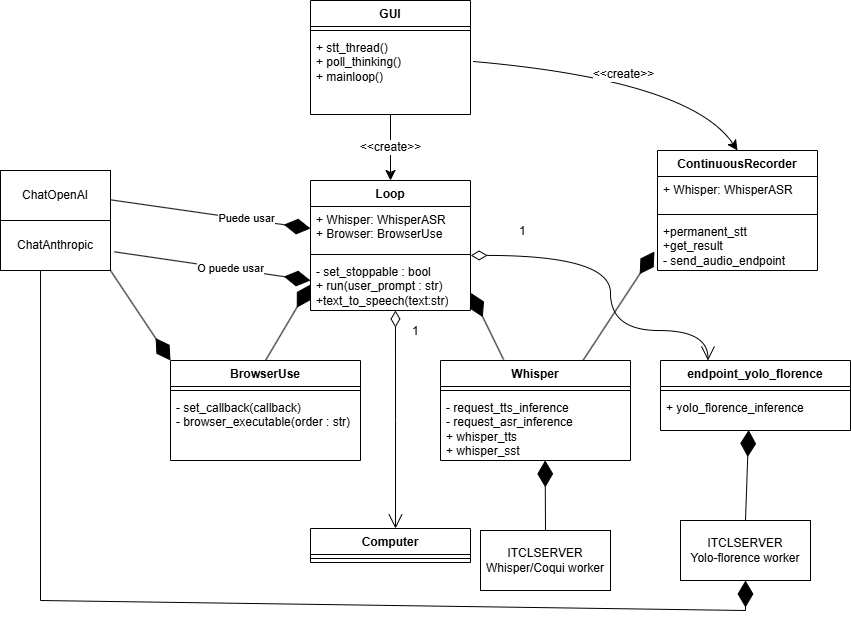 GUI
+ stt_thread()
+ poll_thinking()
+ mainloop()
<<create>>
<<create>>
ContinuousRecorder
+ Whisper: WhisperASR
+permanent_stt
+get_result
- send_audio_endpoint
ChatOpenAI
ChatAnthropic
Puede usar
O puede usar
Loop
+ Whisper: WhisperASR
+ Browser: BrowserUse
- set_stoppable : bool
+ run(user_prompt : str)
+text_to_speech(text:str)
1
1
BrowserUse
- set_callback(callback)
- browser_executable(order : str)
Whisper
- request_tts_inference
- request_asr_inference
+ whisper_tts
+ whisper_sst
endpoint_yolo_florence
+ yolo_florence_inference
Computer
ITCLSERVER
Whisper/Coqui worker
ITCLSERVER
Yolo-florence worker